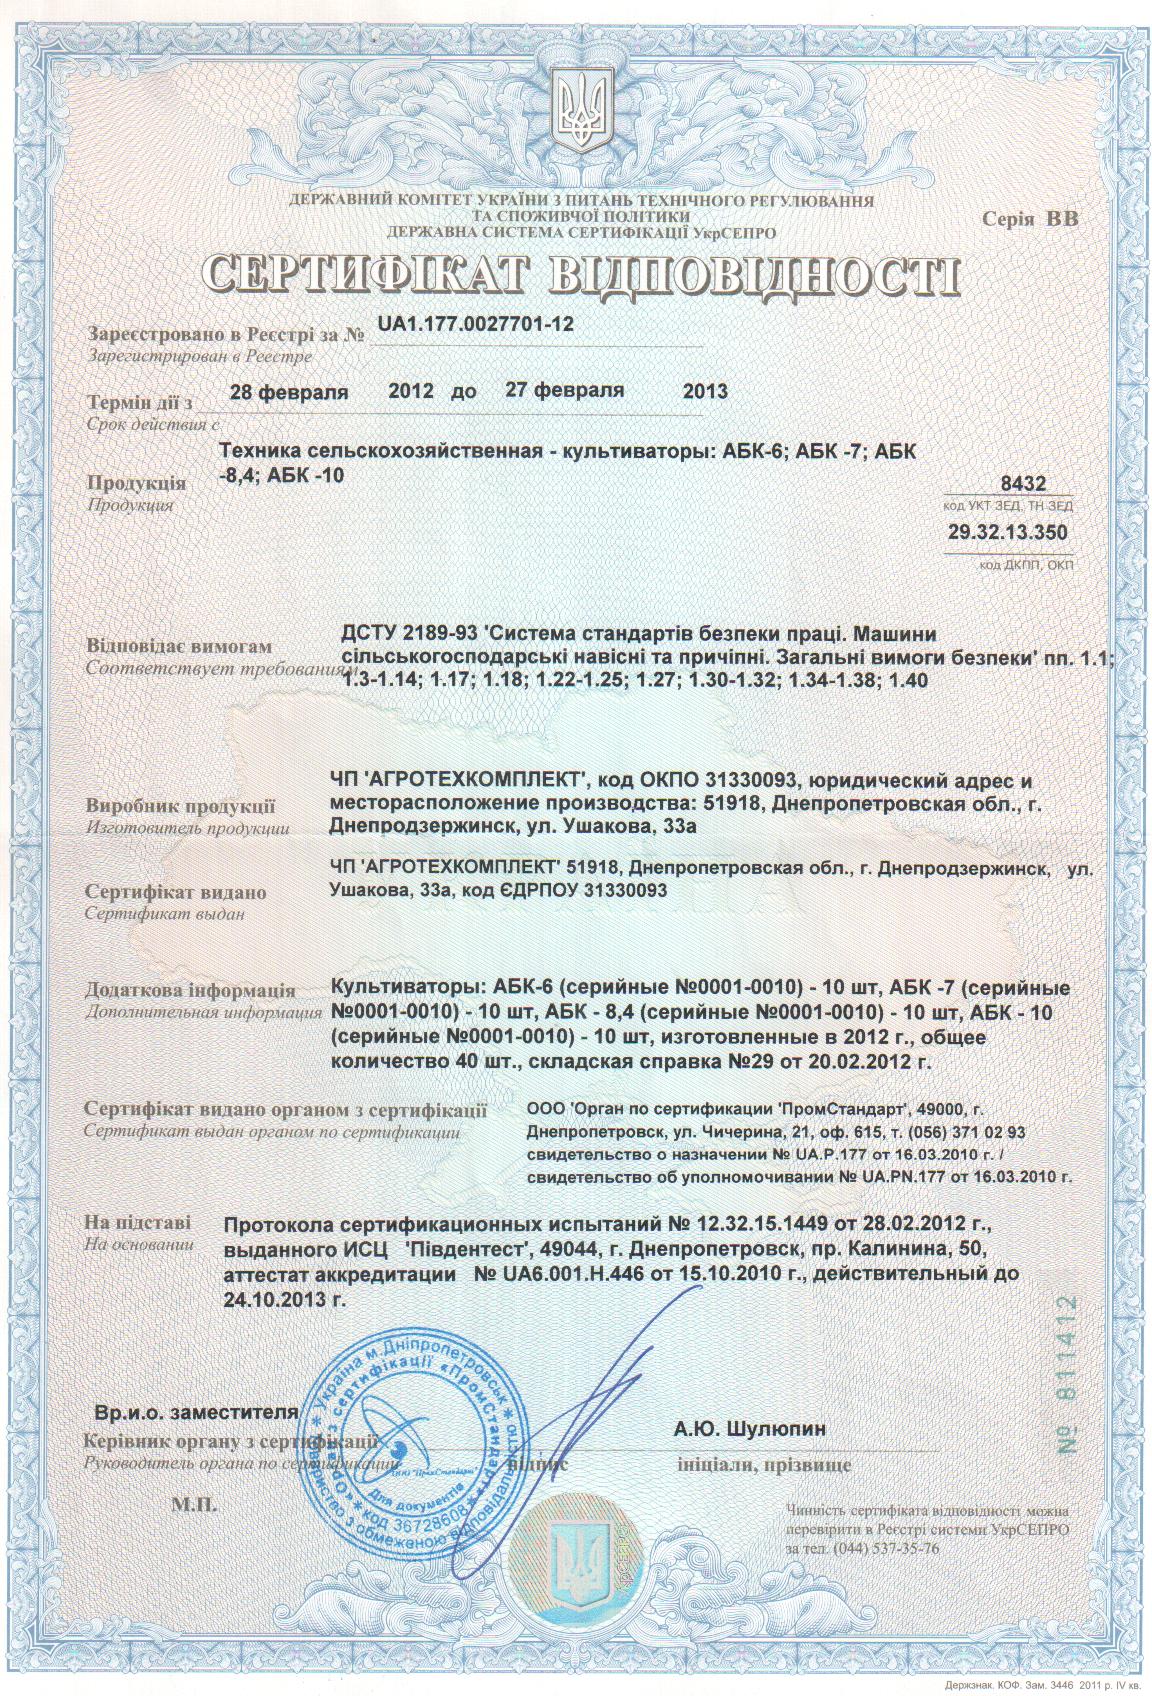 ДЕРЖАВНИЙ КОМІТЕТ УКРАЇНИ З ПИТАНЬ ТЕХНІЧНОГО РЕГУЛЮВАННЯ
ТА СПОЖИВЧОЇ ПОЛІТИКИ
ДЕРЖАВНА СИСТЕМА СЕРТИФІКАЦІЇ УкрСЕПРО
Серія ВВ
СЕРТИФІКАТ ВІДПОВІДНОСТІ
Зареєстровано в Реєстрі за № UA1.177.0027701-12
Зарегистрирован в Реестре
Термін дії з 28 февраля 2012 до 27 февраля 2013
Срок действия с
Техника сельскохозяйственная - культиваторы: АБК-6; АБК -7; АБК
-8,4; АБК -10
Продукція
Продукция
8432
код УКТ ЗЕД, ТН ЗЕД
29.32.13.350
код ДКПП, ОКП
Відповідає вимогам
Соответствует требованиям
ДСТУ 2189-93 'Система стандартів безпеки праці. Машини
сільськогосподарські навісні та причіпні. Загальні вимоги безпеки' пп. 1.1;
1.3-1.14; 1.17; 1.18; 1.22-1.25; 1.27; 1.30-1.32; 1.34-1.38; 1.40
Виробник продукції
Изготовитель продукции
ЧП 'АГРОТЕХКОМПЛЕКТ', код ОКПО 31330093, юридический адрес и
месторасположение производства: 51918, Днепропетровская обл., г.
Днепродзержинск, ул. Ушакова, 33а
Сертифікат видано
Сертификат выдан
ЧП 'АГРОТЕХКОМПЛЕКТ' 51918, Днепропетровская обл., г. Днепродзержинск, ул.
Ушакова, 33а, код ЄДРПОУ 31330093
Додаткова інформація
Дополнительная информация
Культиваторы: АБК-6 (серийные №0001-0010) - 10 шт, АБК -7 (серийные
№0001-0010) - 10 шт, АБК - 8,4 (серийные №0001-0010) - 10 шт, АБК - 10
(серийные №0001-0010) - 10 шт, изготовленные в 2012 г., общее
количество 40 шт., складская справка №29 от 20.02.2012 г.
Сертифікат видано органом з сертифікації
Сертификат выдан органом по сертификации
ООО 'Орган по сертификации 'ПромСтандарт', 49000, г.
Днепропетровск, ул. Чичерина, 21, оф. 615, т. (056) 371 02 93
свидетельство о назначении № UA.P.177 от 16.03.2010 г. /
свидетельство об уполномочивании № UA.PN.177 от 16.03.2010 г.
На підставі
На основании
Протокола сертификационных испытаний № 12.32.15.1449 от 28.02.2012 г.,
выданного ИСЦ 'Південтест', 49044, г. Днепропетровск, пр. Калинина, 50,
аттестат аккредитации № UA6.001.Н.446 от 15.10.2010 г., действительный до
24.10.2013 г.
№ 811412
Вр.и.о. заместителя
Керівник органу з сертифікації
Руководитель органа по сертификации
підпис
А.Ю. Шулюпин
ініціали, прізвище
М.П.
Україна м.Дніпропетровськ * Товариство з обмеженою відповідальністю *
«Орган з сертифікації «ПромСтандарт»
ООО "ПромСтандарт"
Для документів
* код 36728608 *
УкрСЕПРО
Чинність сертифіката відповідності можна
перевірити в Реєстрі системи УкрСЕПРО
за тел. (044) 537-35-76
Держзнак. КОФ. Зам. 3446 2011 р. IV кв.